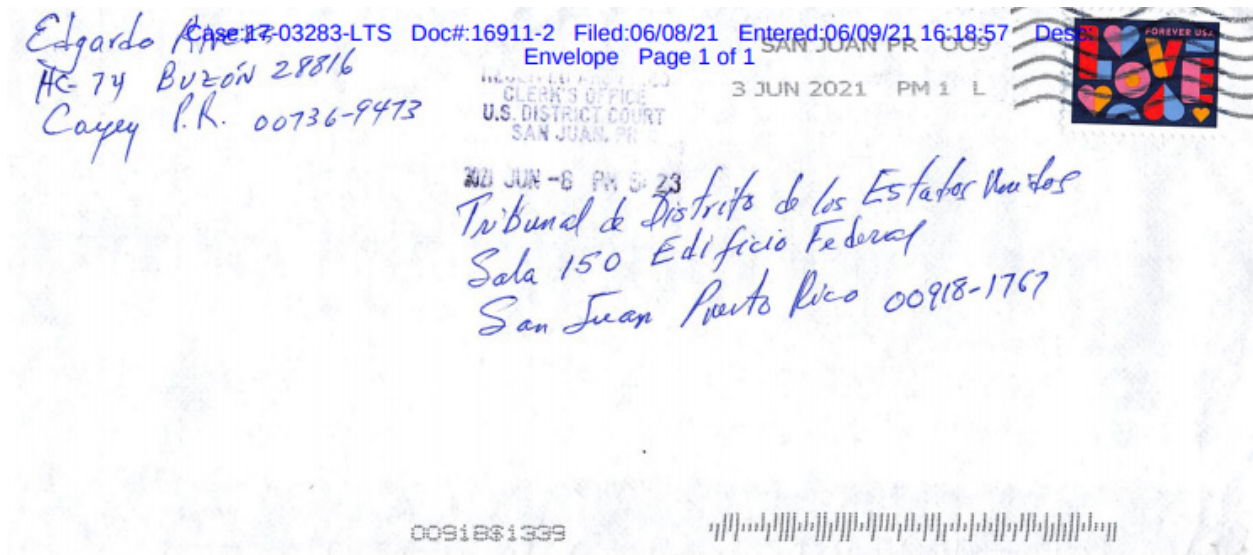 Case:17-03283-LTS Doc#:16911-2 Filed:06/08/21 Entered:06/09/21 16:18:57
Envelope Page 1 of 1
Edgardo
HC-74 Buzón 28816
Cayey P.R. 00736-9473
SAN JUAN PR 009
3 JUN 2021 PM 1 L
FOREVER USA
LOVE
CLERK'S OFFICE
U.S. DISTRICT COURT
SAN JUAN, PR
JUN -8 PM 5: 23
Tribunal de Distrito de los Estados Unidos
Sala 150 Edificio Federal
San Juan Puerto Rico 00918-1767
00918$1339